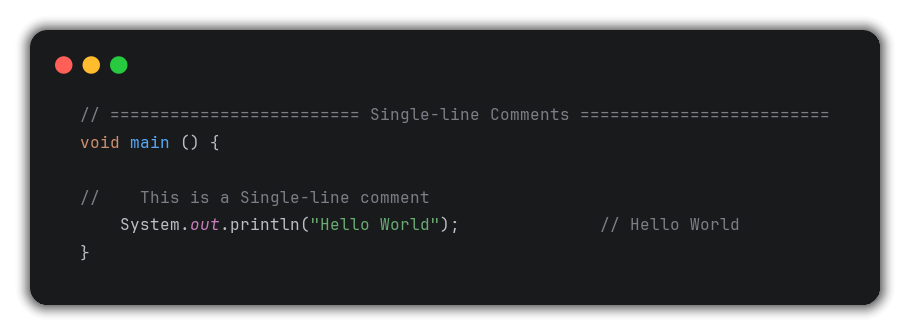 // ========================= Single-line Comments =========================
void main () {
//    This is a Single-line comment
    System.out.println("Hello World");              // Hello World
}